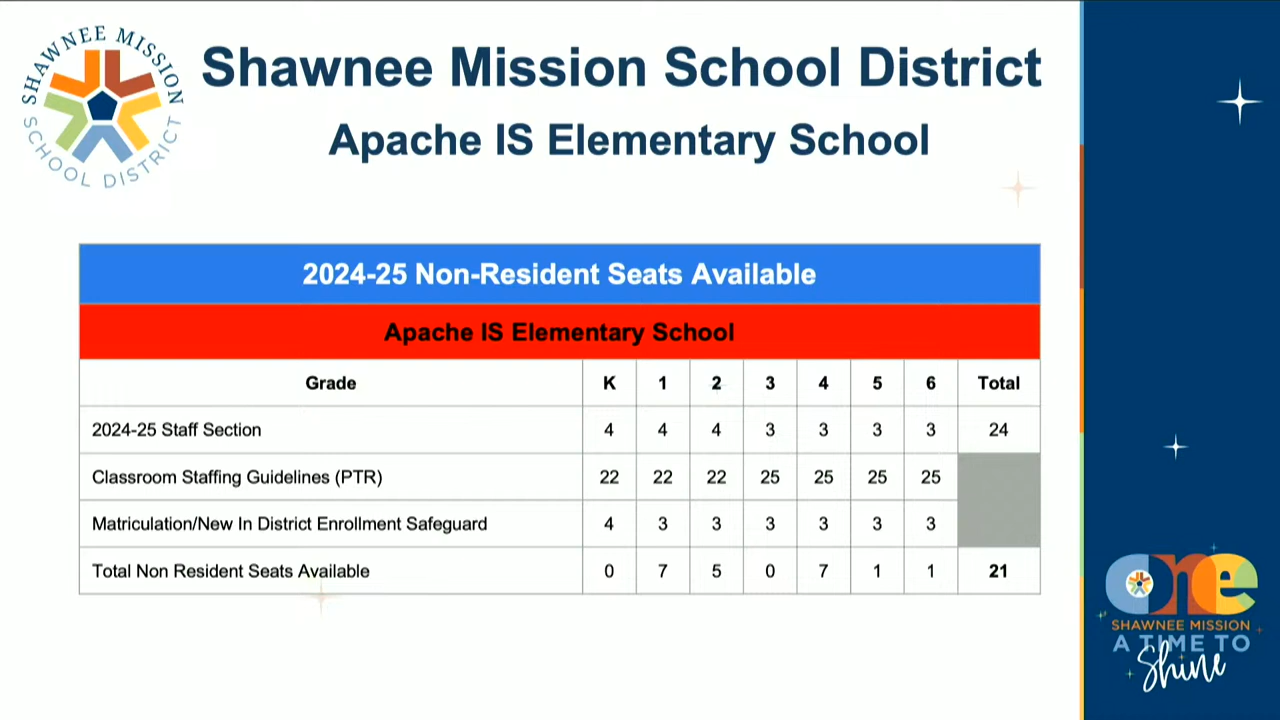 SHAWNEE MISSION
SCHOOL DISTRICT
Shawnee Mission School District
Apache IS Elementary School
2024-25 Non-Resident Seats Available
Apache IS Elementary School
Grade K 1 2 3 4 5 6 Total
2024-25 Staff Section 4 4 4 3 3 3 3 24
Classroom Staffing Guidelines (PTR) 22 22 22 25 25 25 25
Matriculation/New In District Enrollment Safeguard 4 3 3 3 3 3 3
Total Non Resident Seats Available 0 7 5 0 7 1 1 21
one
SHAWNEE MISSION
A TIME TO
Shine